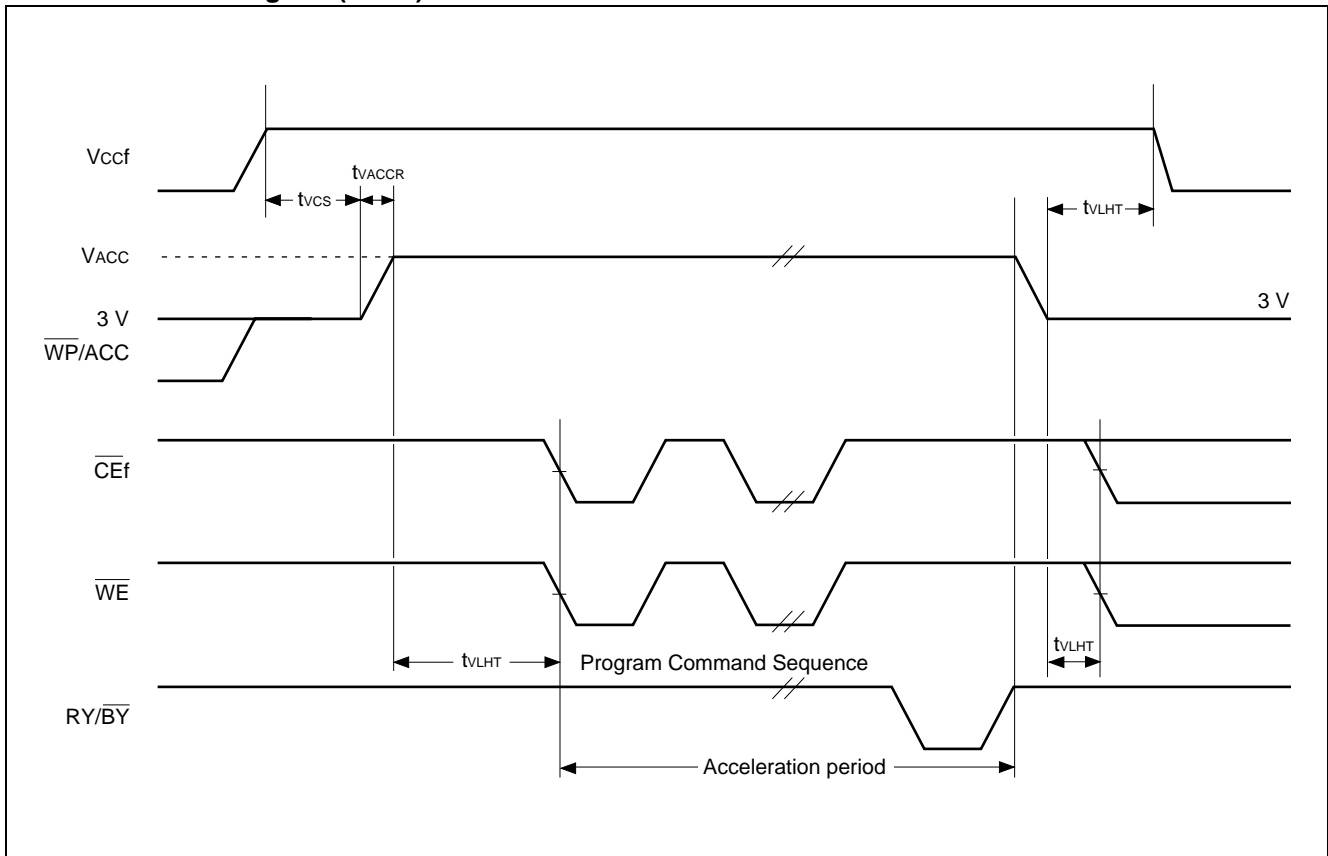 Vccf
tVACCR
tVCS
tVLHT
VACC
3 V
3 V
WP/ACC
CEf
WE
tVLHT
Program Command Sequence
tVLHT
RY/BY
Acceleration period